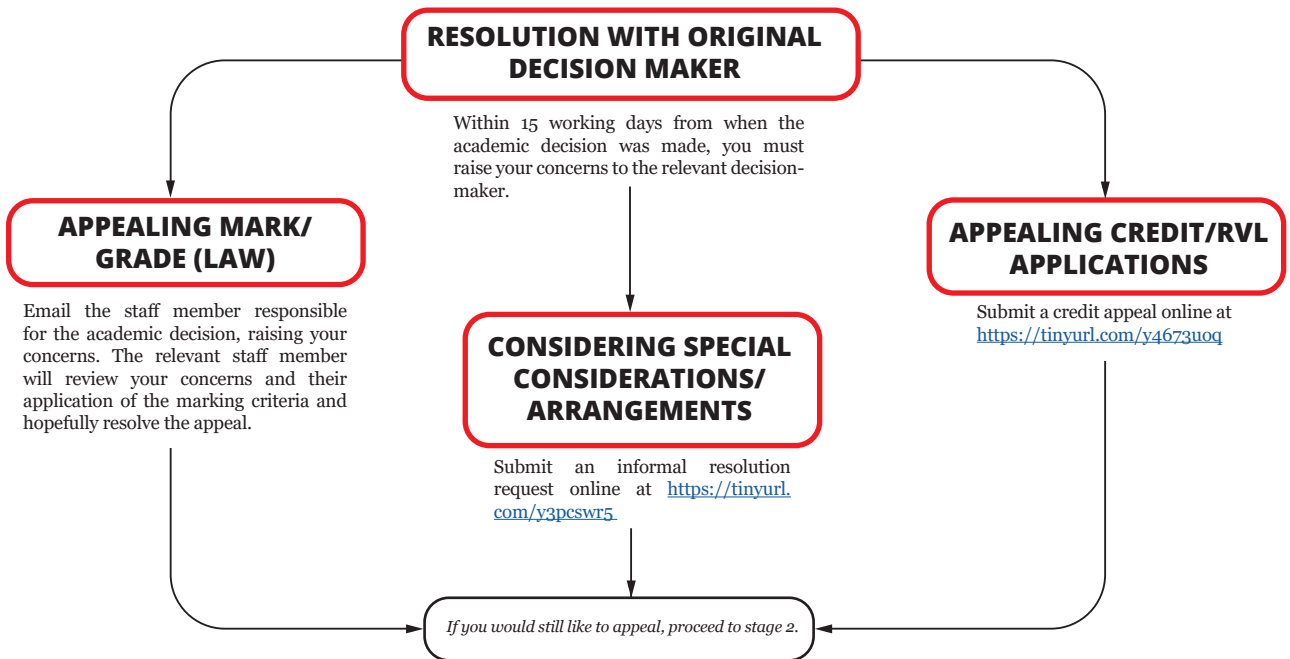 RESOLUTION WITH ORIGINAL
DECISION MAKER
Within 15 working days from when the
academic decision was made, you must
raise your concerns to the relevant decision-
maker.
APPEALING MARK/
GRADE (LAW)
Email the staff member responsible
for the academic decision, raising your
concerns. The relevant staff member
will review your concerns and their
application of the marking criteria and
hopefully resolve the appeal.
CONSIDERING SPECIAL
CONSIDERATIONS/
ARRANGEMENTS
Submit an informal resolution
request online at https://tinyurl.
com/y3pcswr5
APPEALING CREDIT/RVL
APPLICATIONS
Submit a credit appeal online at
https://tinyurl.com/y4673uoq
If you would still like to appeal, proceed to stage 2.